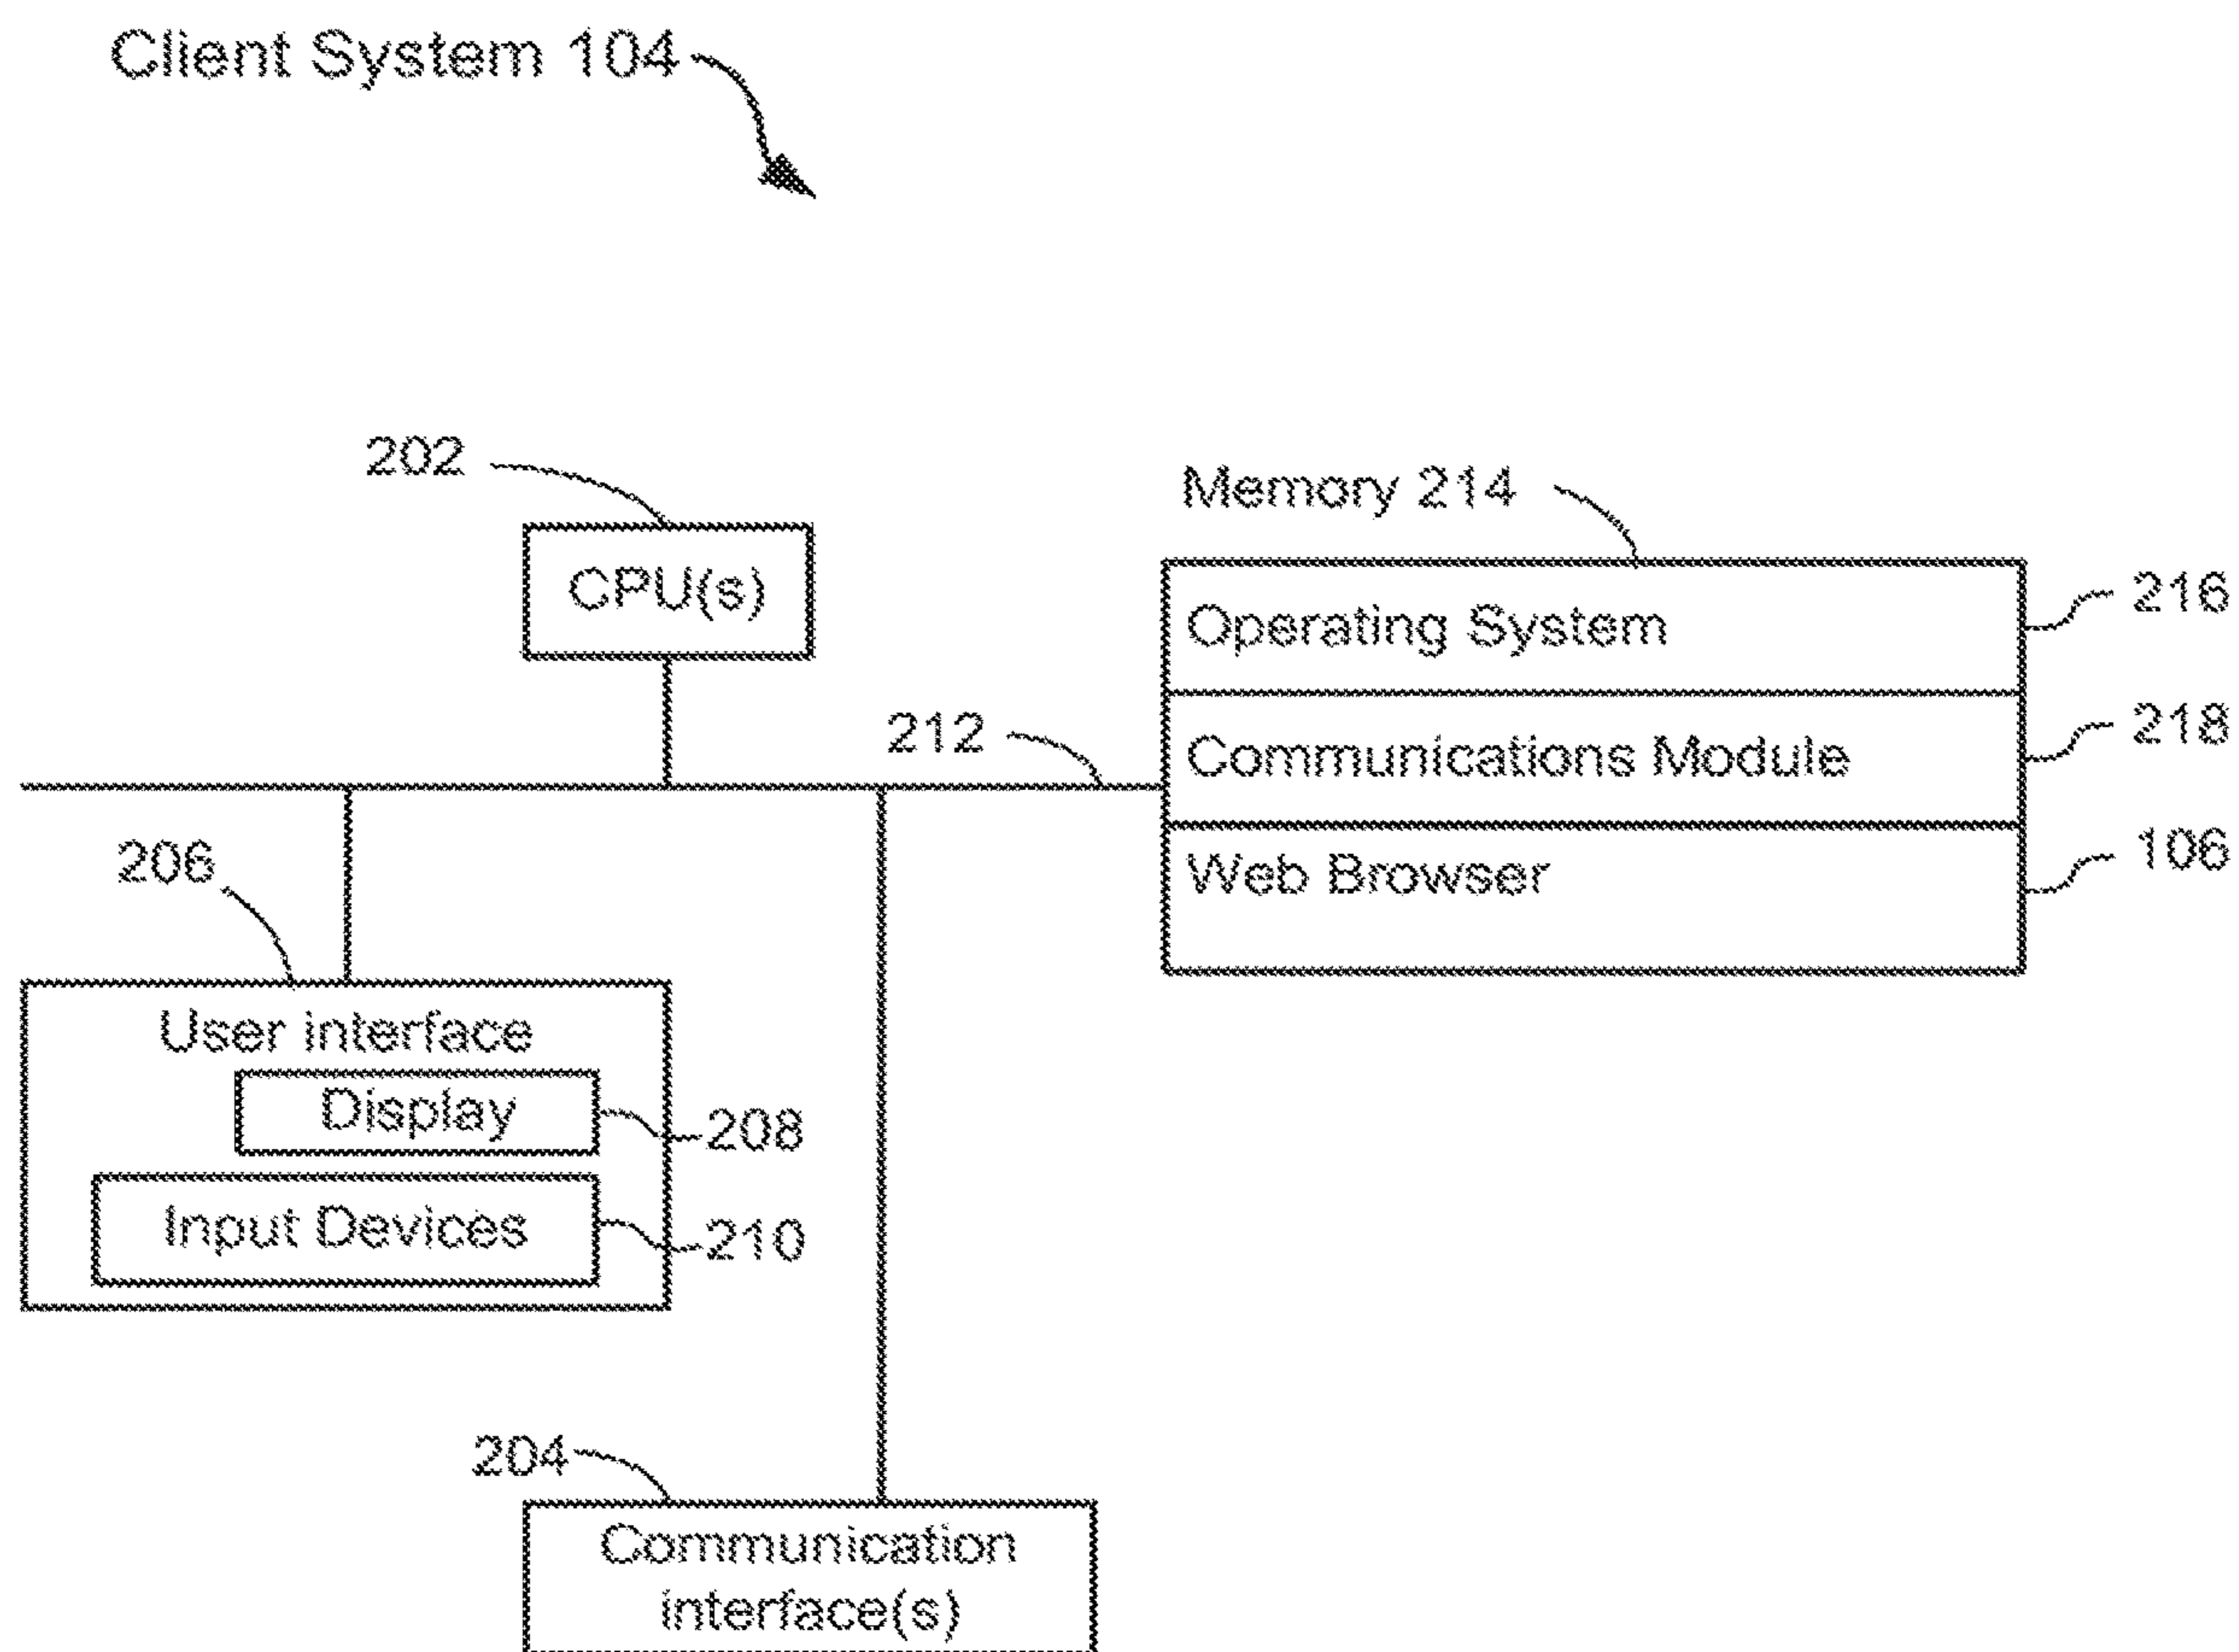 Client System 104
202
CPU(s)
Memory 214
Operating System
216
Communications Module
218
Web Browser
106
212
206
User interface
Display
208
Input Devices
210
204
Communication
interface(s)